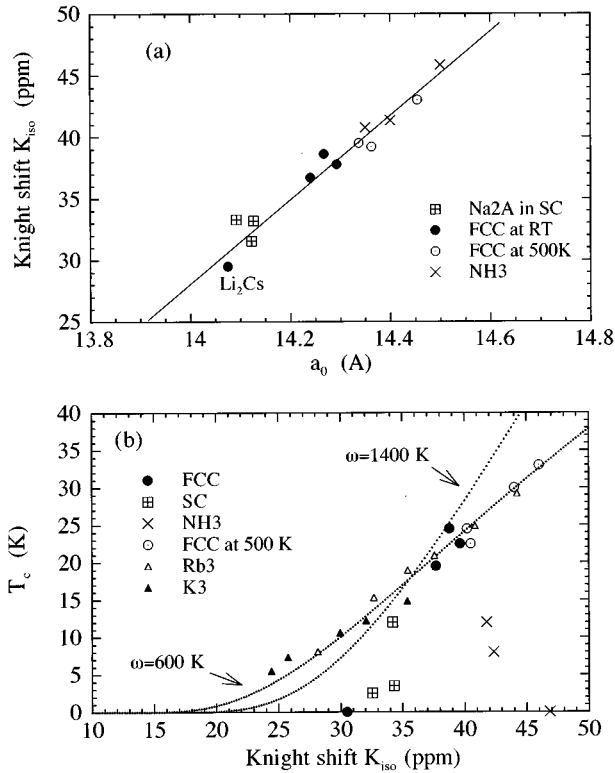 (a)
50
45
40
35
30
25
Knight shift K_iso (ppm)
Li₂Cs
Na2A in SC
FCC at RT
FCC at 500K
NH3
13.8 14.0 14.2 14.4 14.6 14.8
a₀ (A)
(b)
40
35
30
25
20
15
10
5
0
T_c (K)
FCC
SC
NH3
FCC at 500 K
Rb3
K3
ω=1400 K
ω=600 K
10 15 20 25 30 35 40 45 50
Knight shift K_iso (ppm)